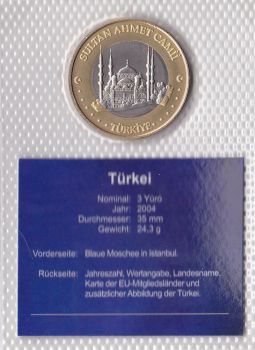 SULTAN AHMET CAMİİ
TÜRKİYE
Türkei
Nominal: 3 Yüro
Jahr: 2004
Durchmesser: 35 mm
Gewicht: 24,3 g
Vorderseite: Blaue Moschee in Istanbul.
Rückseite: Jahreszahl, Wertangabe, Landesname,
Karte der EU-Mitgliedsländer und
zusätzlicher Abbildung der Türkei.